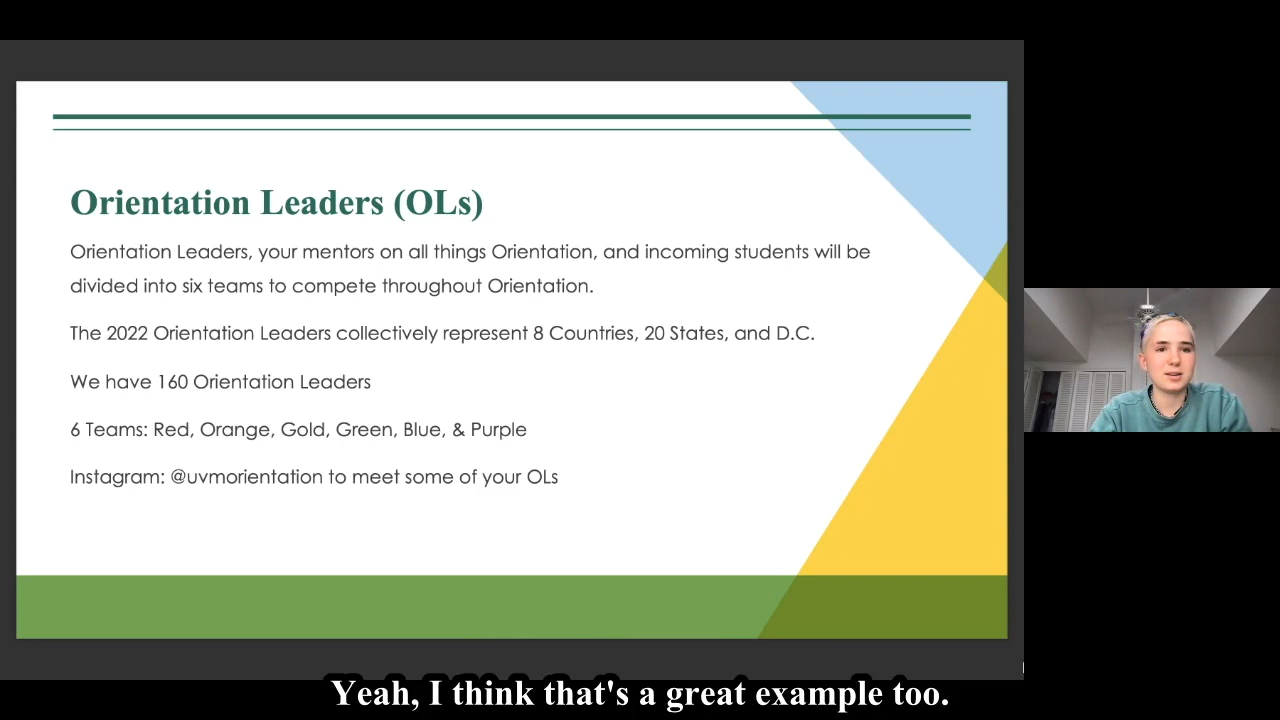 Orientation Leaders (OLs)
Orientation Leaders, your mentors on all things Orientation, and incoming students will be
divided into six teams to compete throughout Orientation.
The 2022 Orientation Leaders collectively represent 8 Countries, 20 States, and D.C.
We have 160 Orientation Leaders
6 Teams: Red, Orange, Gold, Green, Blue, & Purple
Instagram: @uvmorientation to meet some of your OLs
Yeah, I think that's a great example too.